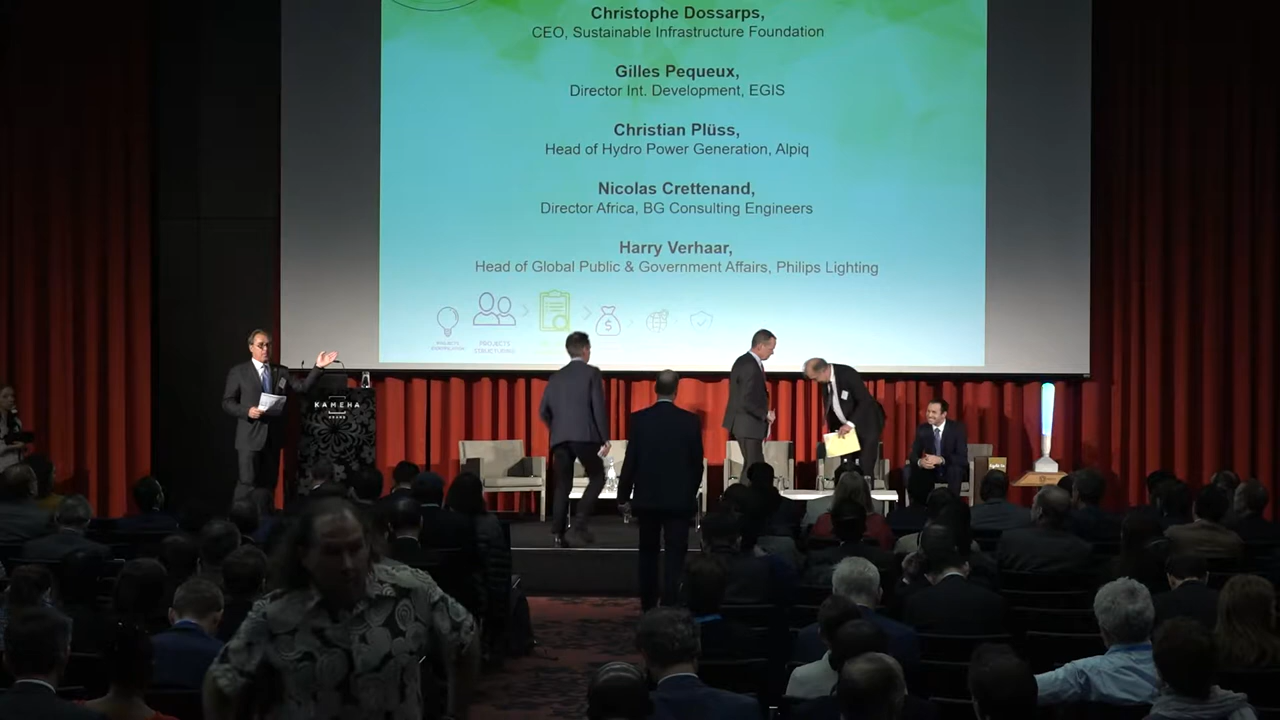 Christophe Dossarps,
CEO, Sustainable Infrastructure Foundation
Gilles Pequeux,
Director Int. Development, EGIS
Christian Plüss,
Head of Hydro Power Generation, Alpiq
Nicolas Crettenand,
Director Africa, BG Consulting Engineers
Harry Verhaar,
Head of Global Public & Government Affairs, Philips Lighting
PROJECTS
STRUCTURING
$
KAMEHA